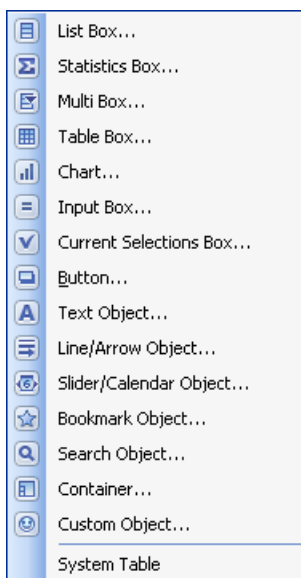 List Box...
Statistics Box...
Multi Box...
Table Box...
Chart...
Input Box...
Current Selections Box...
Button...
Text Object...
Line/Arrow Object...
Slider/Calendar Object...
Bookmark Object...
Search Object...
Container...
Custom Object...
System Table